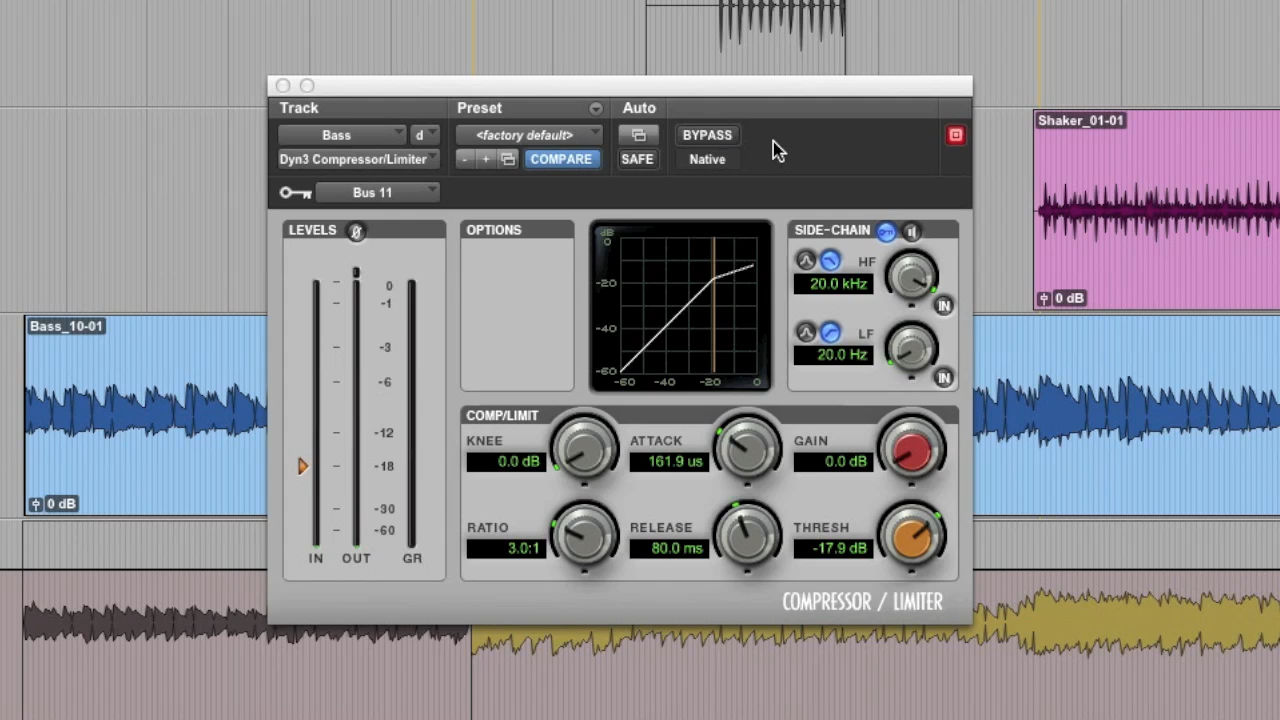 Track Preset Auto
Bass d <factory default> BYPASS
Dyn3 Compressor/Limiter - + COMPARE SAFE Native
Bus 11
Shaker_01-01
0 dB
Bass_10-01
0 dB
LEVELS
0
-1
-3
-6
-12
-18
-30
-60
IN OUT GR
OPTIONS
dB
0
-20
-40
-60
-60 -40 -20 0
SIDE-CHAIN
HF
20.0 kHz
IN
LF
20.0 Hz
IN
COMP/LIMIT
KNEE ATTACK GAIN
0.0 dB 161.9 us 0.0 dB
RATIO RELEASE THRESH
3.0:1 80.0 ms -17.9 dB
COMPRESSOR / LIMITER